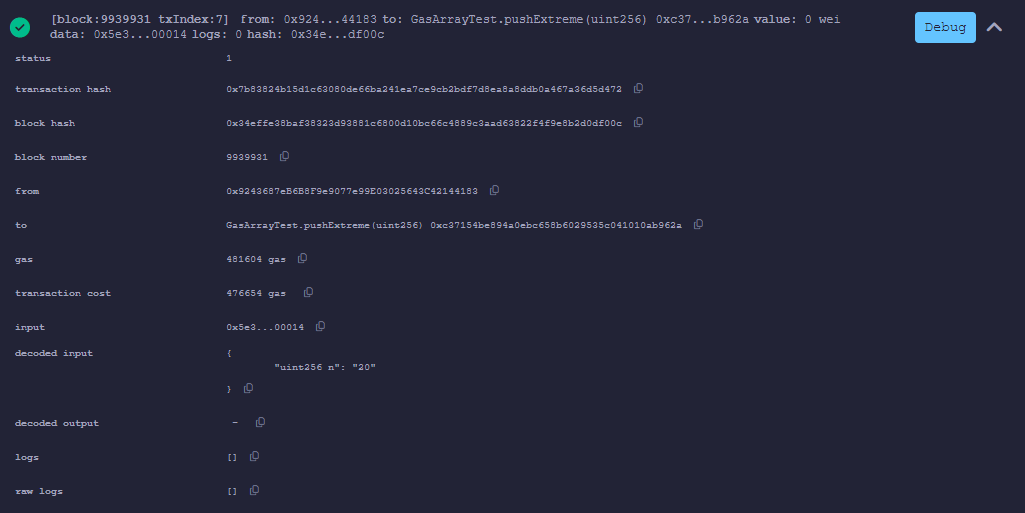 [block:9939931 txIndex:7] from: 0x924...44183 to: GasArrayTest.pushExtreme(uint256) 0xc37...b962a value: 0 wei
data: 0x5e3...00014 logs: 0 hash: 0x34e...df00c
Debug
status 1
transaction hash 0x7b83824b15d1c63080de66ba241ea7ce9cb2bdf7d8ea8a8ddb0a467a36d5d472
block hash 0x34effe38baf38323d93881c6800d10bc66c4889c3aad63822f4f9e8b2d0df00c
block number 9939931
from 0x9243687eB6B8F9e9077e99E03025643C42144183
to GasArrayTest.pushExtreme(uint256) 0xc37154be894a0ebc658b6029535c041010ab962a
gas 481604 gas
transaction cost 476654 gas
input 0x5e3...00014
decoded input {
"uint256 n": "20"
}
decoded output -
logs []
raw logs []